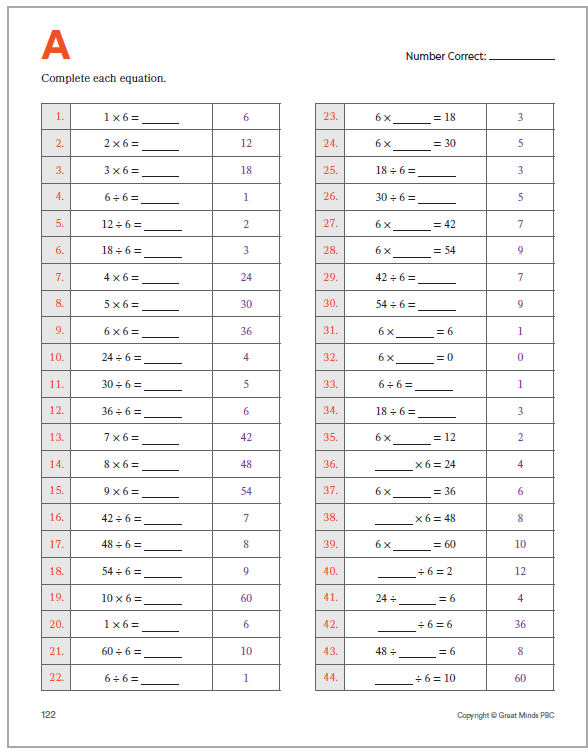 A
Number Correct: ________
Complete each equation.
1. 1 × 6 = ______ 6
2. 2 × 6 = ______ 12
3. 3 × 6 = ______ 18
4. 6 ÷ 6 = ______ 1
5. 12 ÷ 6 = ______ 2
6. 18 ÷ 6 = ______ 3
7. 4 × 6 = ______ 24
8. 5 × 6 = ______ 30
9. 6 × 6 = ______ 36
10. 24 ÷ 6 = ______ 4
11. 30 ÷ 6 = ______ 5
12. 36 ÷ 6 = ______ 6
13. 7 × 6 = ______ 42
14. 8 × 6 = ______ 48
15. 9 × 6 = ______ 54
16. 42 ÷ 6 = ______ 7
17. 48 ÷ 6 = ______ 8
18. 54 ÷ 6 = ______ 9
19. 10 × 6 = ______ 60
20. 1 × 6 = ______ 6
21. 60 ÷ 6 = ______ 10
22. 6 ÷ 6 = ______ 1
23. 6 × ______ = 18 3
24. 6 × ______ = 30 5
25. 18 ÷ 6 = ______ 3
26. 30 ÷ 6 = ______ 5
27. 6 × ______ = 42 7
28. 6 × ______ = 54 9
29. 42 ÷ 6 = ______ 7
30. 54 ÷ 6 = ______ 9
31. 6 × ______ = 6 1
32. 6 × ______ = 0 0
33. 6 ÷ 6 = ______ 1
34. 18 ÷ 6 = ______ 3
35. 6 × ______ = 12 2
36. ______ × 6 = 24 4
37. 6 × ______ = 36 6
38. ______ × 6 = 48 8
39. 6 × ______ = 60 10
40. ______ ÷ 6 = 2 12
41. 24 ÷ ______ = 6 4
42. ______ ÷ 6 = 6 36
43. 48 ÷ ______ = 6 8
44. ______ ÷ 6 = 10 60
122
Copyright © Great Minds PBC